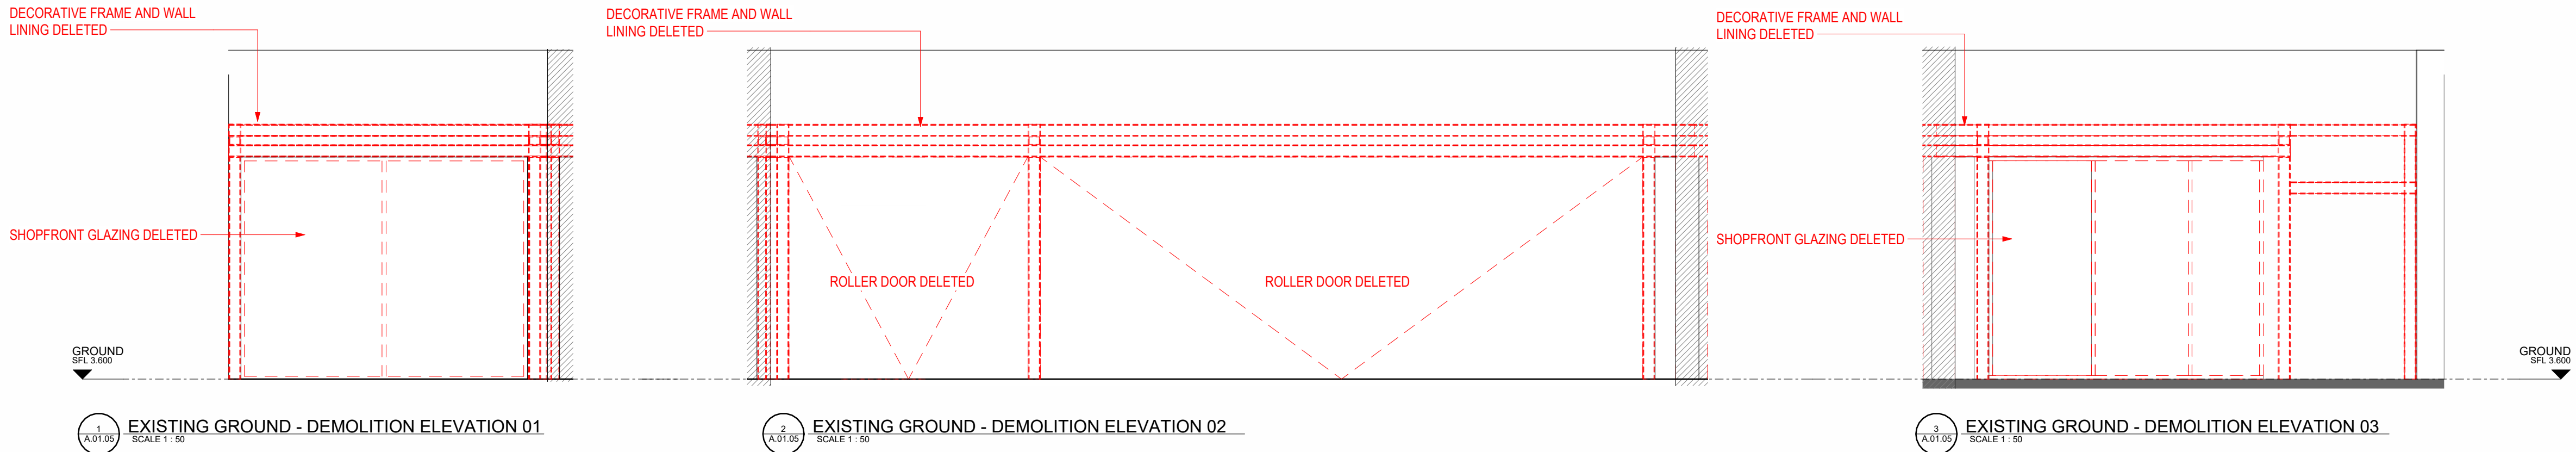 DECORATIVE FRAME AND WALL
LINING DELETED
SHOPFRONT GLAZING DELETED
GROUND
SFL 3.600
1
A.01.05
EXISTING GROUND - DEMOLITION ELEVATION 01
SCALE 1 : 50
DECORATIVE FRAME AND WALL
LINING DELETED
ROLLER DOOR DELETED
ROLLER DOOR DELETED
2
A.01.05
EXISTING GROUND - DEMOLITION ELEVATION 02
SCALE 1 : 50
DECORATIVE FRAME AND WALL
LINING DELETED
SHOPFRONT GLAZING DELETED
GROUND
SFL 3.600
3
A.01.05
EXISTING GROUND - DEMOLITION ELEVATION 03
SCALE 1 : 50